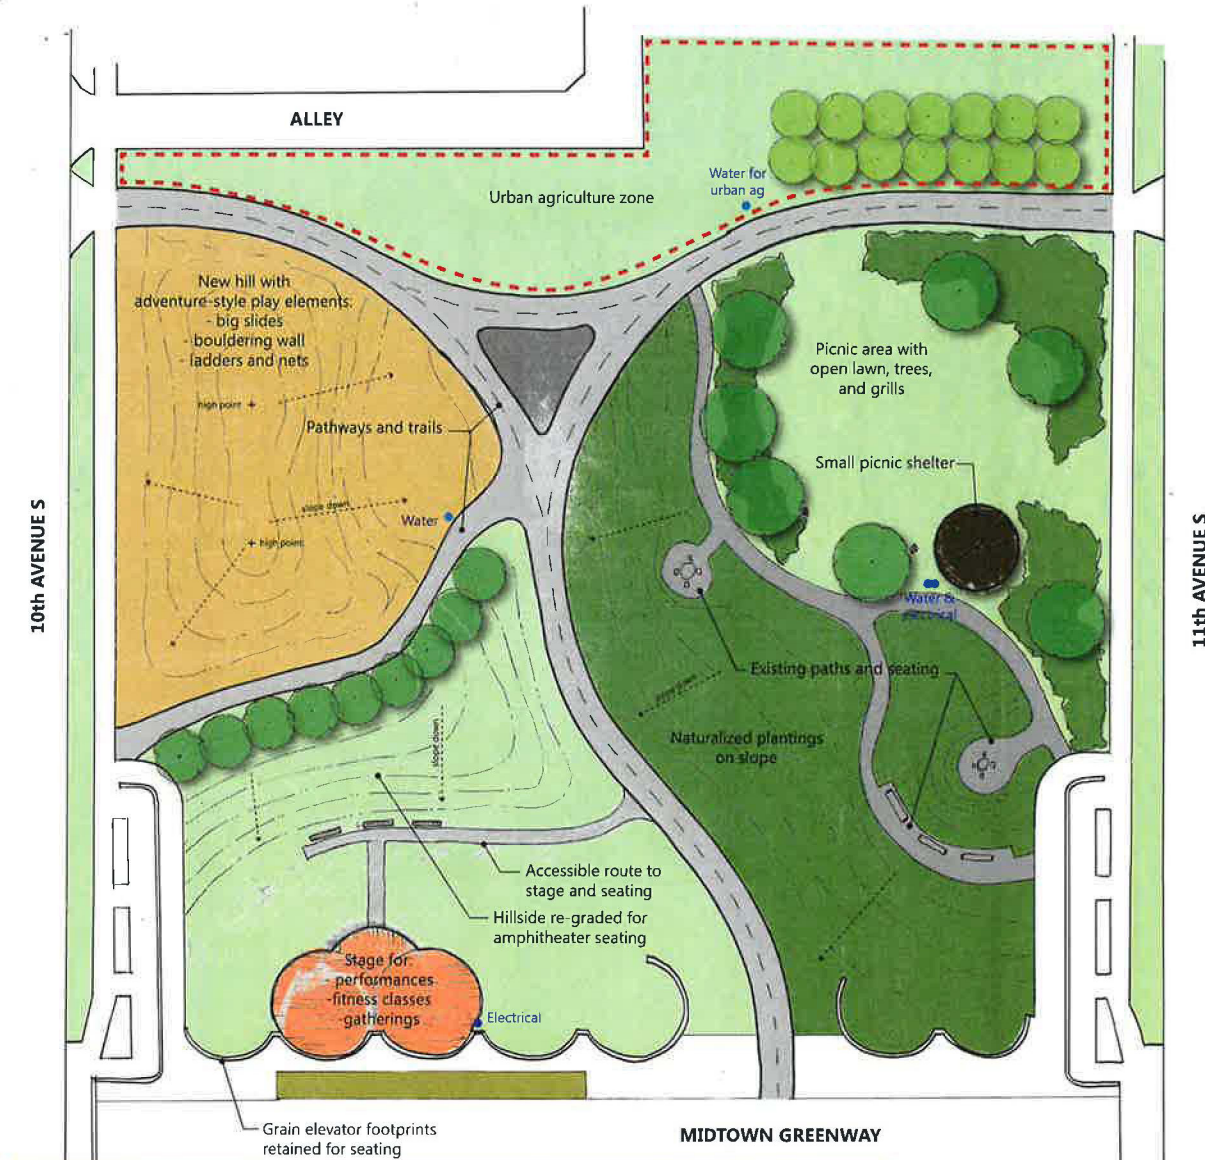 ALLEY
Urban agriculture zone
Water for
urban ag
New hill with
adventure-style play elements:
- big slides
- bouldering wall
- ladders and nets
high point
Pathways and trails
slope down
Water
high point
Picnic area with
open lawn, trees,
and grills
Small picnic shelter
Water &
electrical
10th AVENUE S
11th AVENUE S
Existing paths and seating
slope down
Naturalized plantings
on slope
slope down
Accessible route to
stage and seating
Hillside re-graded for
amphitheater seating
Stage for:
- performances
-fitness classes
-gatherings
Electrical
Grain elevator footprints
retained for seating
MIDTOWN GREENWAY